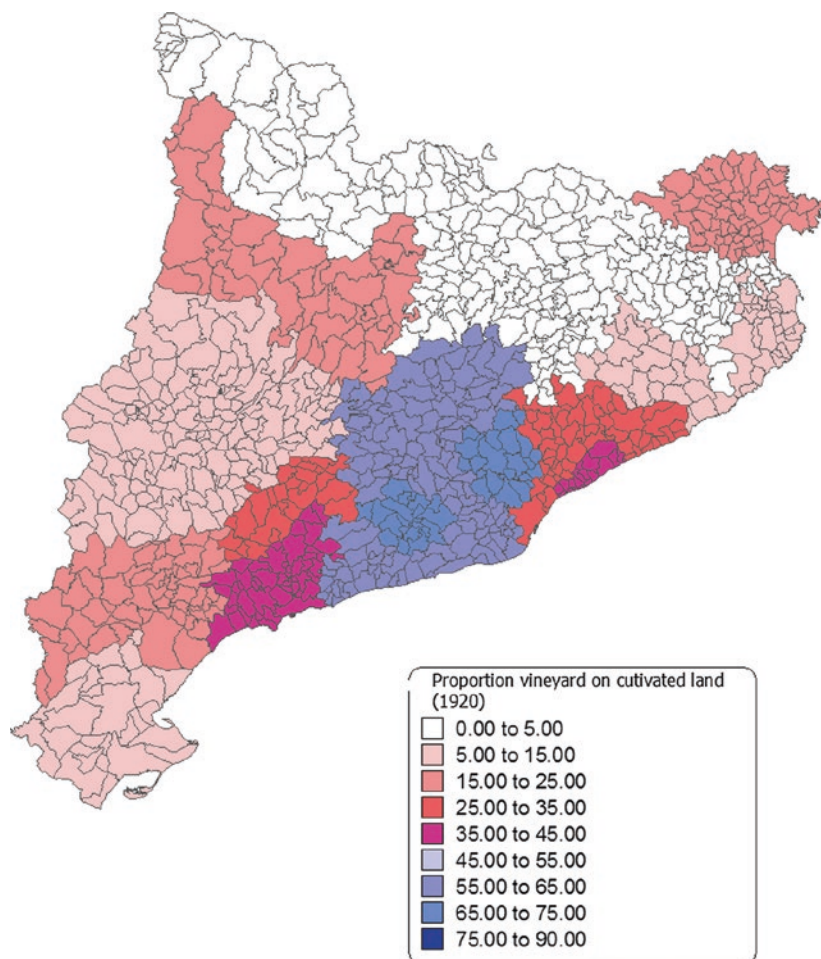 Proportion vineyard on cutivated land
(1920)
0.00 to 5.00
5.00 to 15.00
15.00 to 25.00
25.00 to 35.00
35.00 to 45.00
45.00 to 55.00
55.00 to 65.00
65.00 to 75.00
75.00 to 90.00